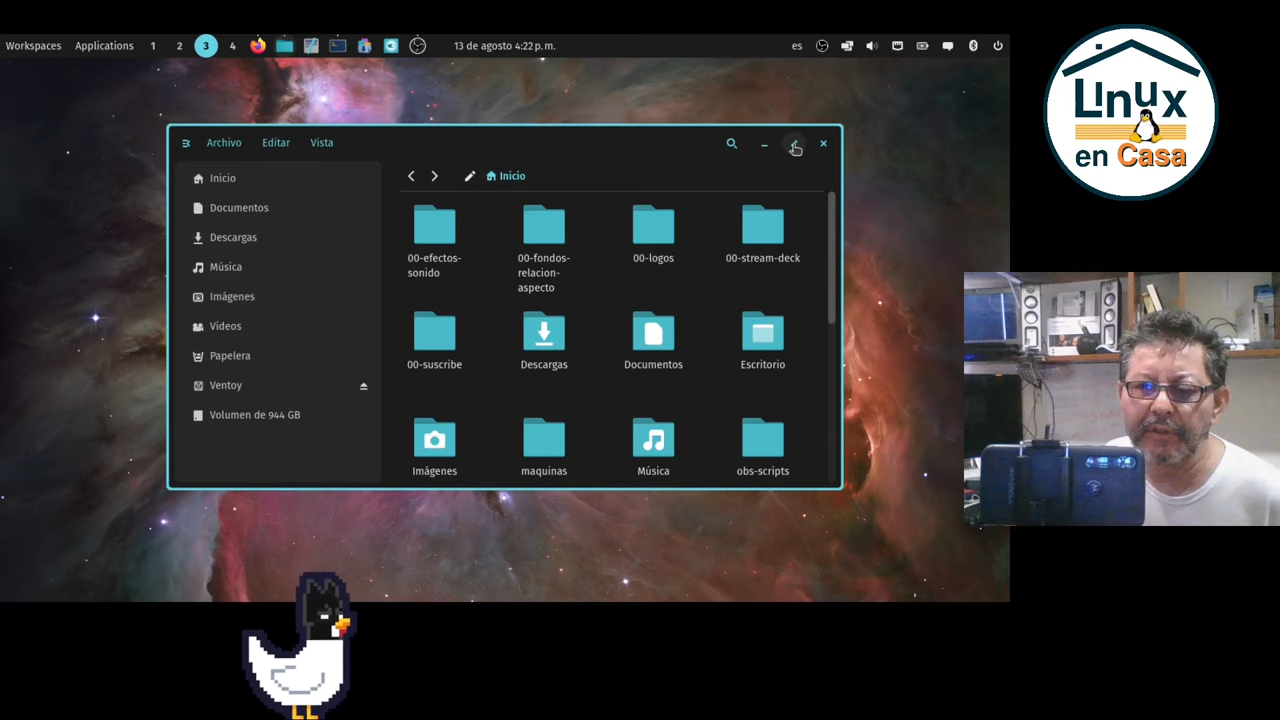 Workspaces Applications 1 2 3 4 13 de agosto 4:22 p.m. es
Linux
en Casa
Archivo Editar Vista
Inicio
Documentos
Descargas
Música
Imágenes
Vídeos
Papelera
Ventoy
Volumen de 944 GB
Inicio
00-efectos-
sonido
00-fondos-
relacion-
aspecto
00-logos
00-stream-deck
00-suscribe
Descargas
Documentos
Escritorio
Imágenes
maquinas
Música
obs-scripts